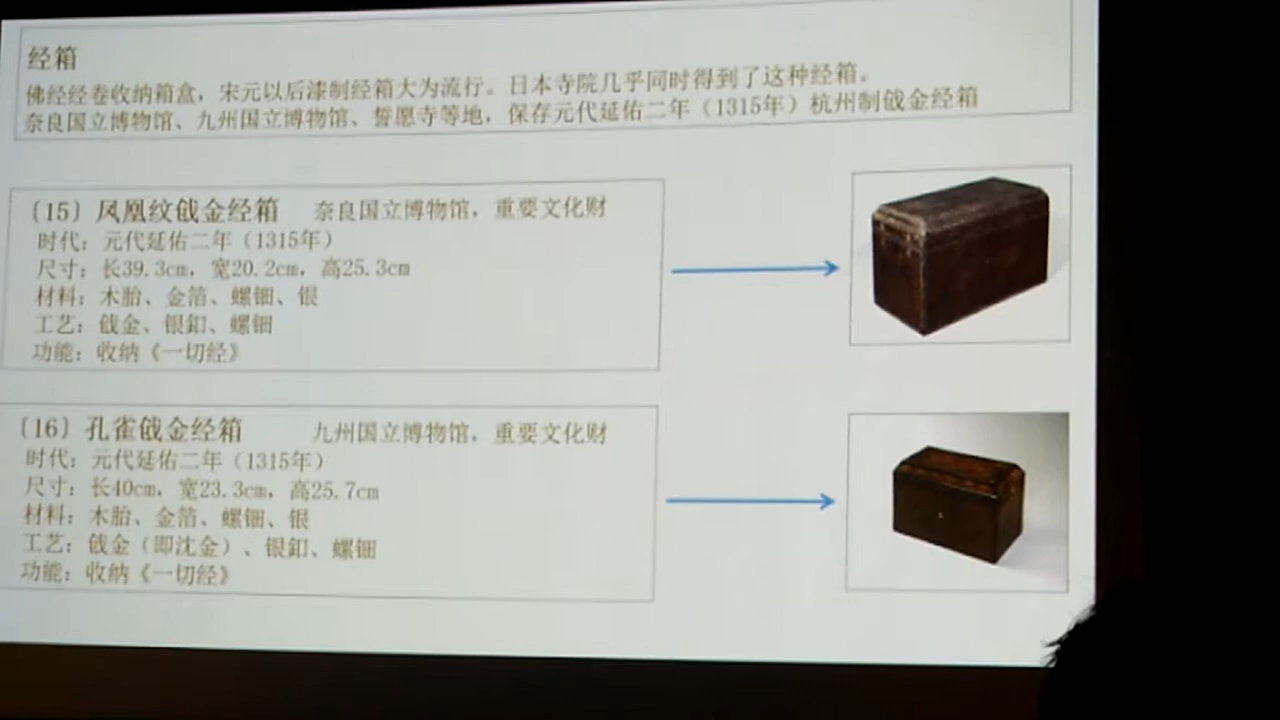 经箱
佛经经卷收纳箱盒，宋元以后漆制经箱大为流行。日本寺院几乎同时得到了这种经箱。
奈良国立博物馆、九州国立博物馆、誓愿寺等地，保存元代延佑二年（1315年）杭州制戗金经箱
〔15〕凤凰纹戗金经箱 奈良国立博物馆，重要文化财
时代：元代延佑二年（1315年）
尺寸：长39.3cm，宽20.2cm，高25.3cm
材料：木胎、金箔、螺钿、银
工艺：戗金、银釦、螺钿
功能：收纳《一切经》
〔16〕孔雀戗金经箱 九州国立博物馆，重要文化财
时代：元代延佑二年（1315年）
尺寸：长40cm，宽23.3cm，高25.7cm
材料：木胎、金箔、螺钿、银
工艺：戗金（即沈金）、银釦、螺钿
功能：收纳《一切经》